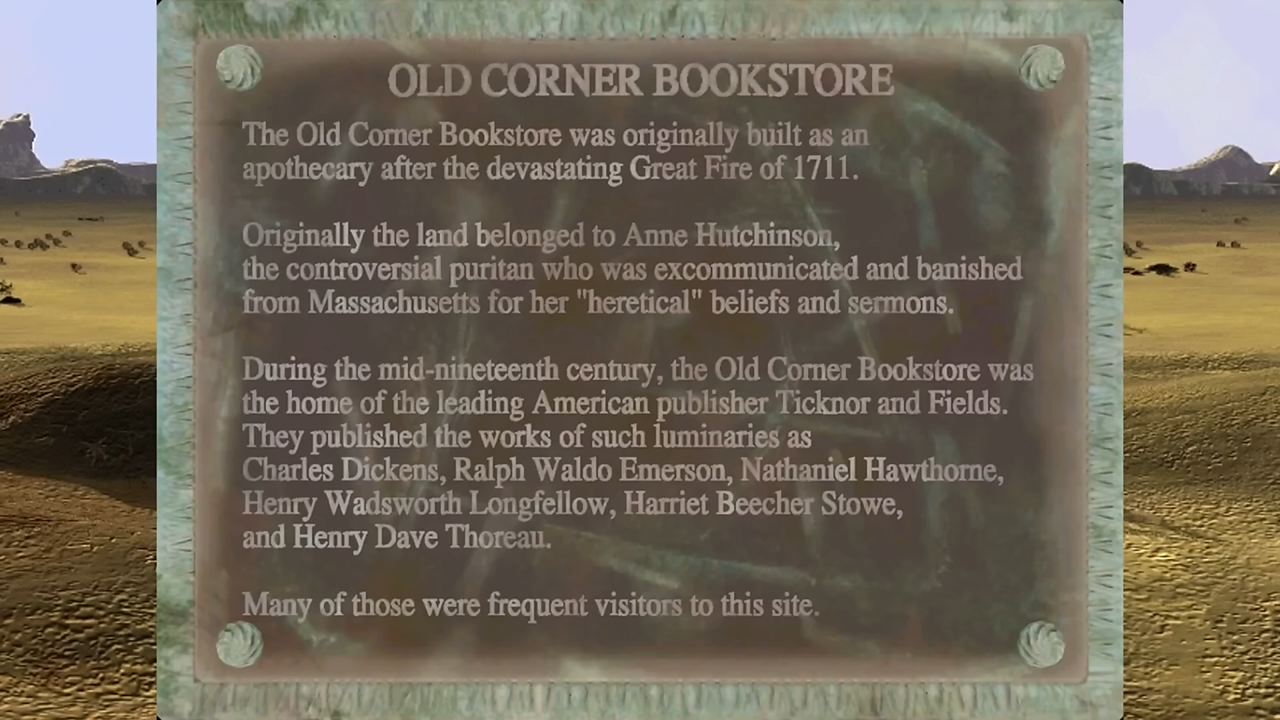 OLD CORNER BOOKSTORE
The Old Corner Bookstore was originally built as an
apothecary after the devastating Great Fire of 1711.
Originally the land belonged to Anne Hutchinson,
the controversial puritan who was excommunicated and banished
from Massachusetts for her "heretical" beliefs and sermons.
During the mid-nineteenth century, the Old Corner Bookstore was
the home of the leading American publisher Ticknor and Fields.
They published the works of such luminaries as
Charles Dickens, Ralph Waldo Emerson, Nathaniel Hawthorne,
Henry Wadsworth Longfellow, Harriet Beecher Stowe,
and Henry Dave Thoreau.
Many of those were frequent visitors to this site.